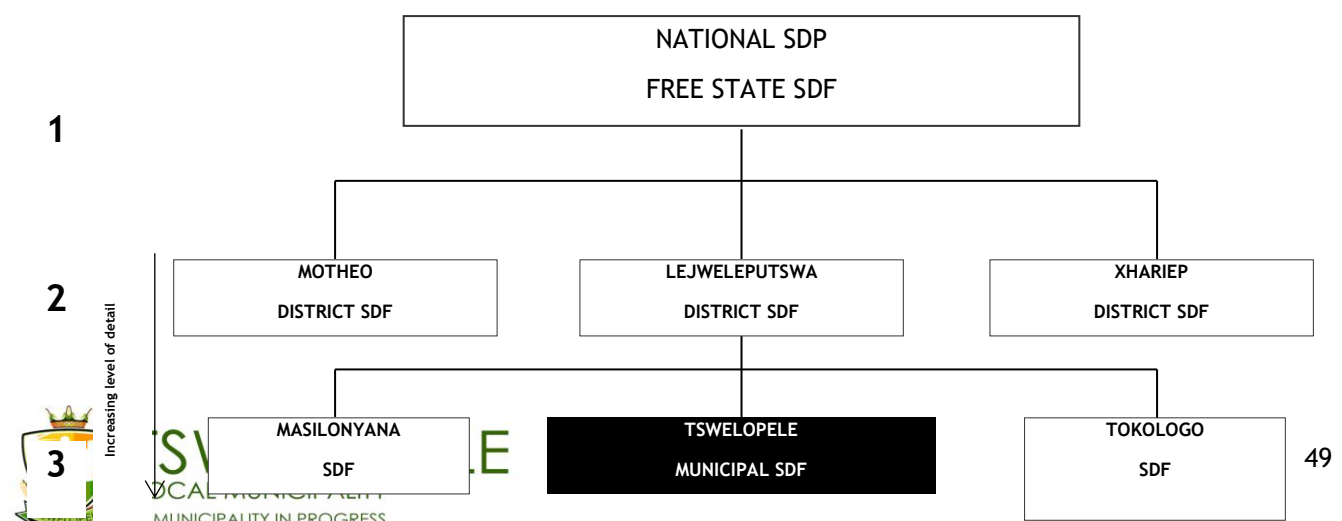 NATIONAL SDP
FREE STATE SDF
1
2
Increasing level of detail
MOTHEO
DISTRICT SDF
LEJWELEPUTSWA
DISTRICT SDF
XHARIEP
DISTRICT SDF
3
MASILONYANA
SDF
TSWELOPELE
MUNICIPAL SDF
TOKOLOGO
SDF
49
MUNICIPALITY IN PROGRESS